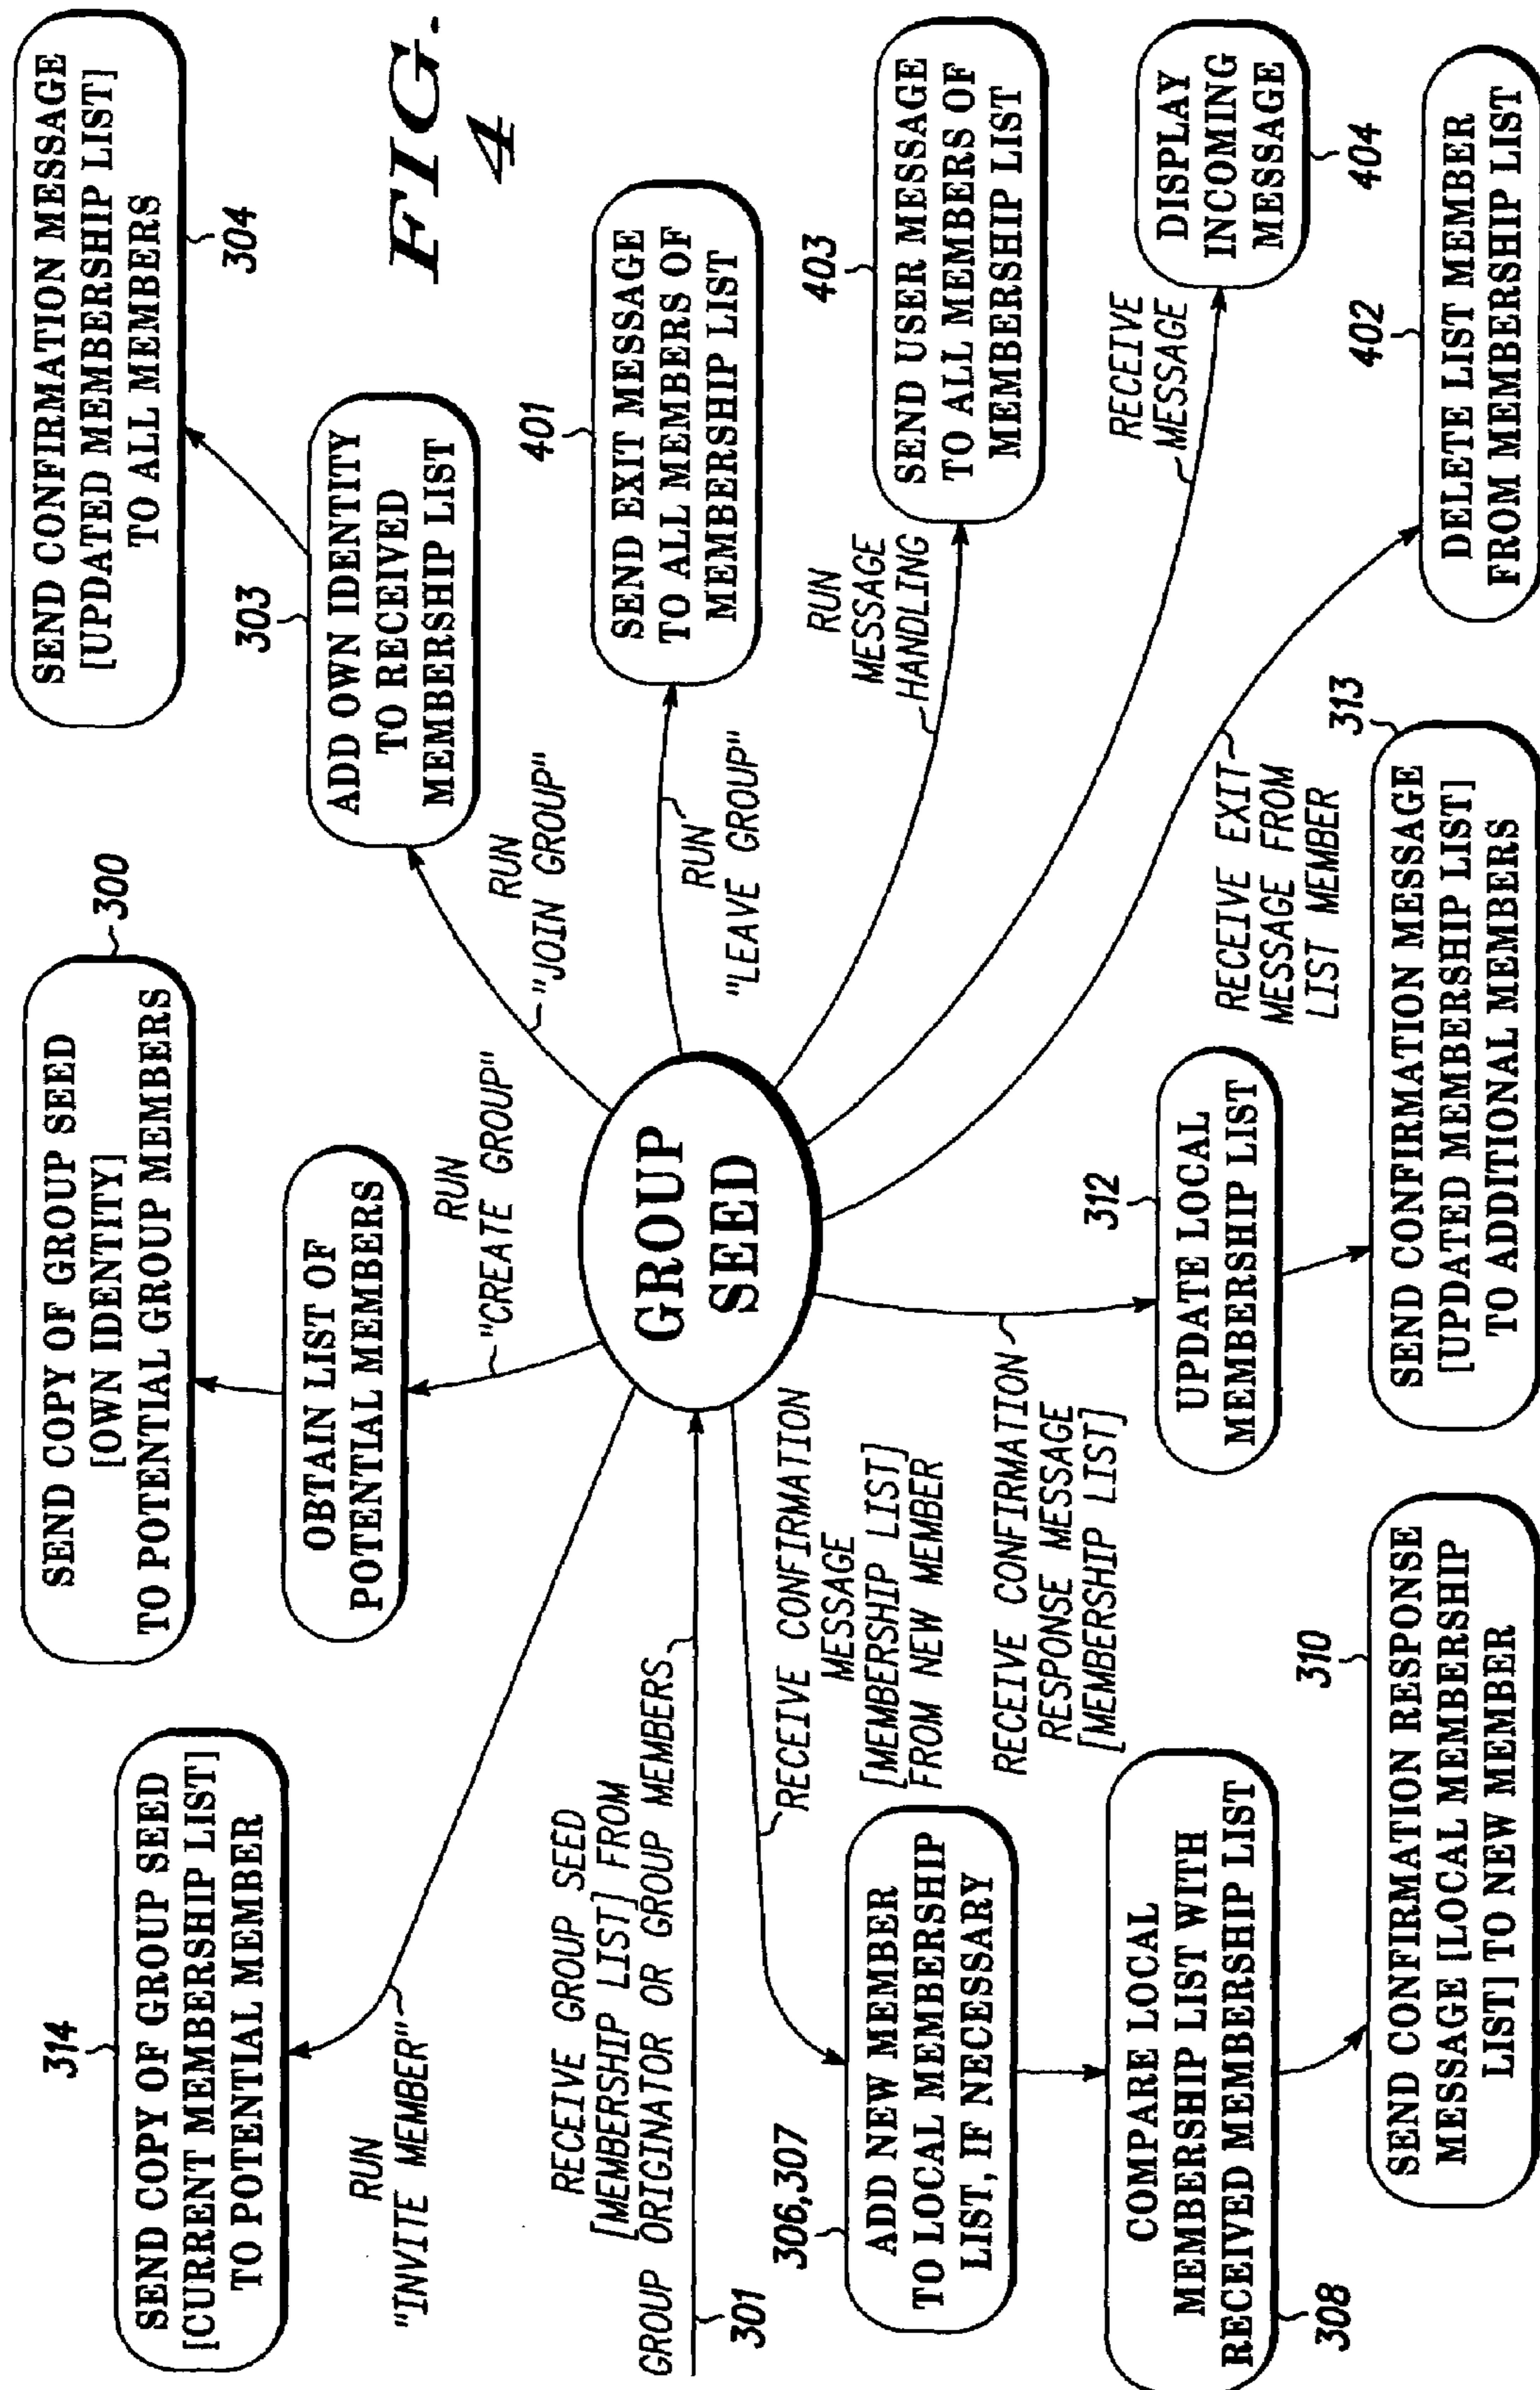 314
SEND COPY OF GROUP SEED
[CURRENT MEMBERSHIP LIST]
TO POTENTIAL MEMBER
RUN
"INVITE MEMBER"
SEND COPY OF GROUP SEED
[OWN IDENTITY]
TO POTENTIAL GROUP MEMBERS
300
OBTAIN LIST OF
POTENTIAL MEMBERS
RUN
"CREATE GROUP"
SEND CONFIRMATION MESSAGE
[UPDATED MEMBERSHIP LIST]
TO ALL MEMBERS
304
303
ADD OWN IDENTITY
TO RECEIVED
MEMBERSHIP LIST
RUN
"JOIN GROUP"
FIG.
4
401
SEND EXIT MESSAGE
TO ALL MEMBERS OF
MEMBERSHIP LIST
RUN
"LEAVE GROUP"
RECEIVE GROUP SEED
[MEMBERSHIP LIST] FROM
GROUP ORIGINATOR OR GROUP MEMBERS
301
GROUP
SEED
403
SEND USER MESSAGE
TO ALL MEMBERS OF
MEMBERSHIP LIST
RUN
MESSAGE
HANDLING
RECEIVE
MESSAGE
DISPLAY
INCOMING
MESSAGE
404
RECEIVE CONFIRMATION
MESSAGE
[MEMBERSHIP LIST]
FROM NEW MEMBER
306,307
ADD NEW MEMBER
TO LOCAL MEMBERSHIP
LIST, IF NECESSARY
COMPARE LOCAL
MEMBERSHIP LIST WITH
RECEIVED MEMBERSHIP LIST
308
310
SEND CONFIRMATION RESPONSE
MESSAGE [LOCAL MEMBERSHIP
LIST] TO NEW MEMBER
RECEIVE CONFIRMATION
RESPONSE MESSAGE
[MEMBERSHIP LIST]
312
UPDATE LOCAL
MEMBERSHIP LIST
313
SEND CONFIRMATION MESSAGE
[UPDATED MEMBERSHIP LIST]
TO ADDITIONAL MEMBERS
RECEIVE EXIT
MESSAGE FROM
LIST MEMBER
402
DELETE LIST MEMBER
FROM MEMBERSHIP LIST